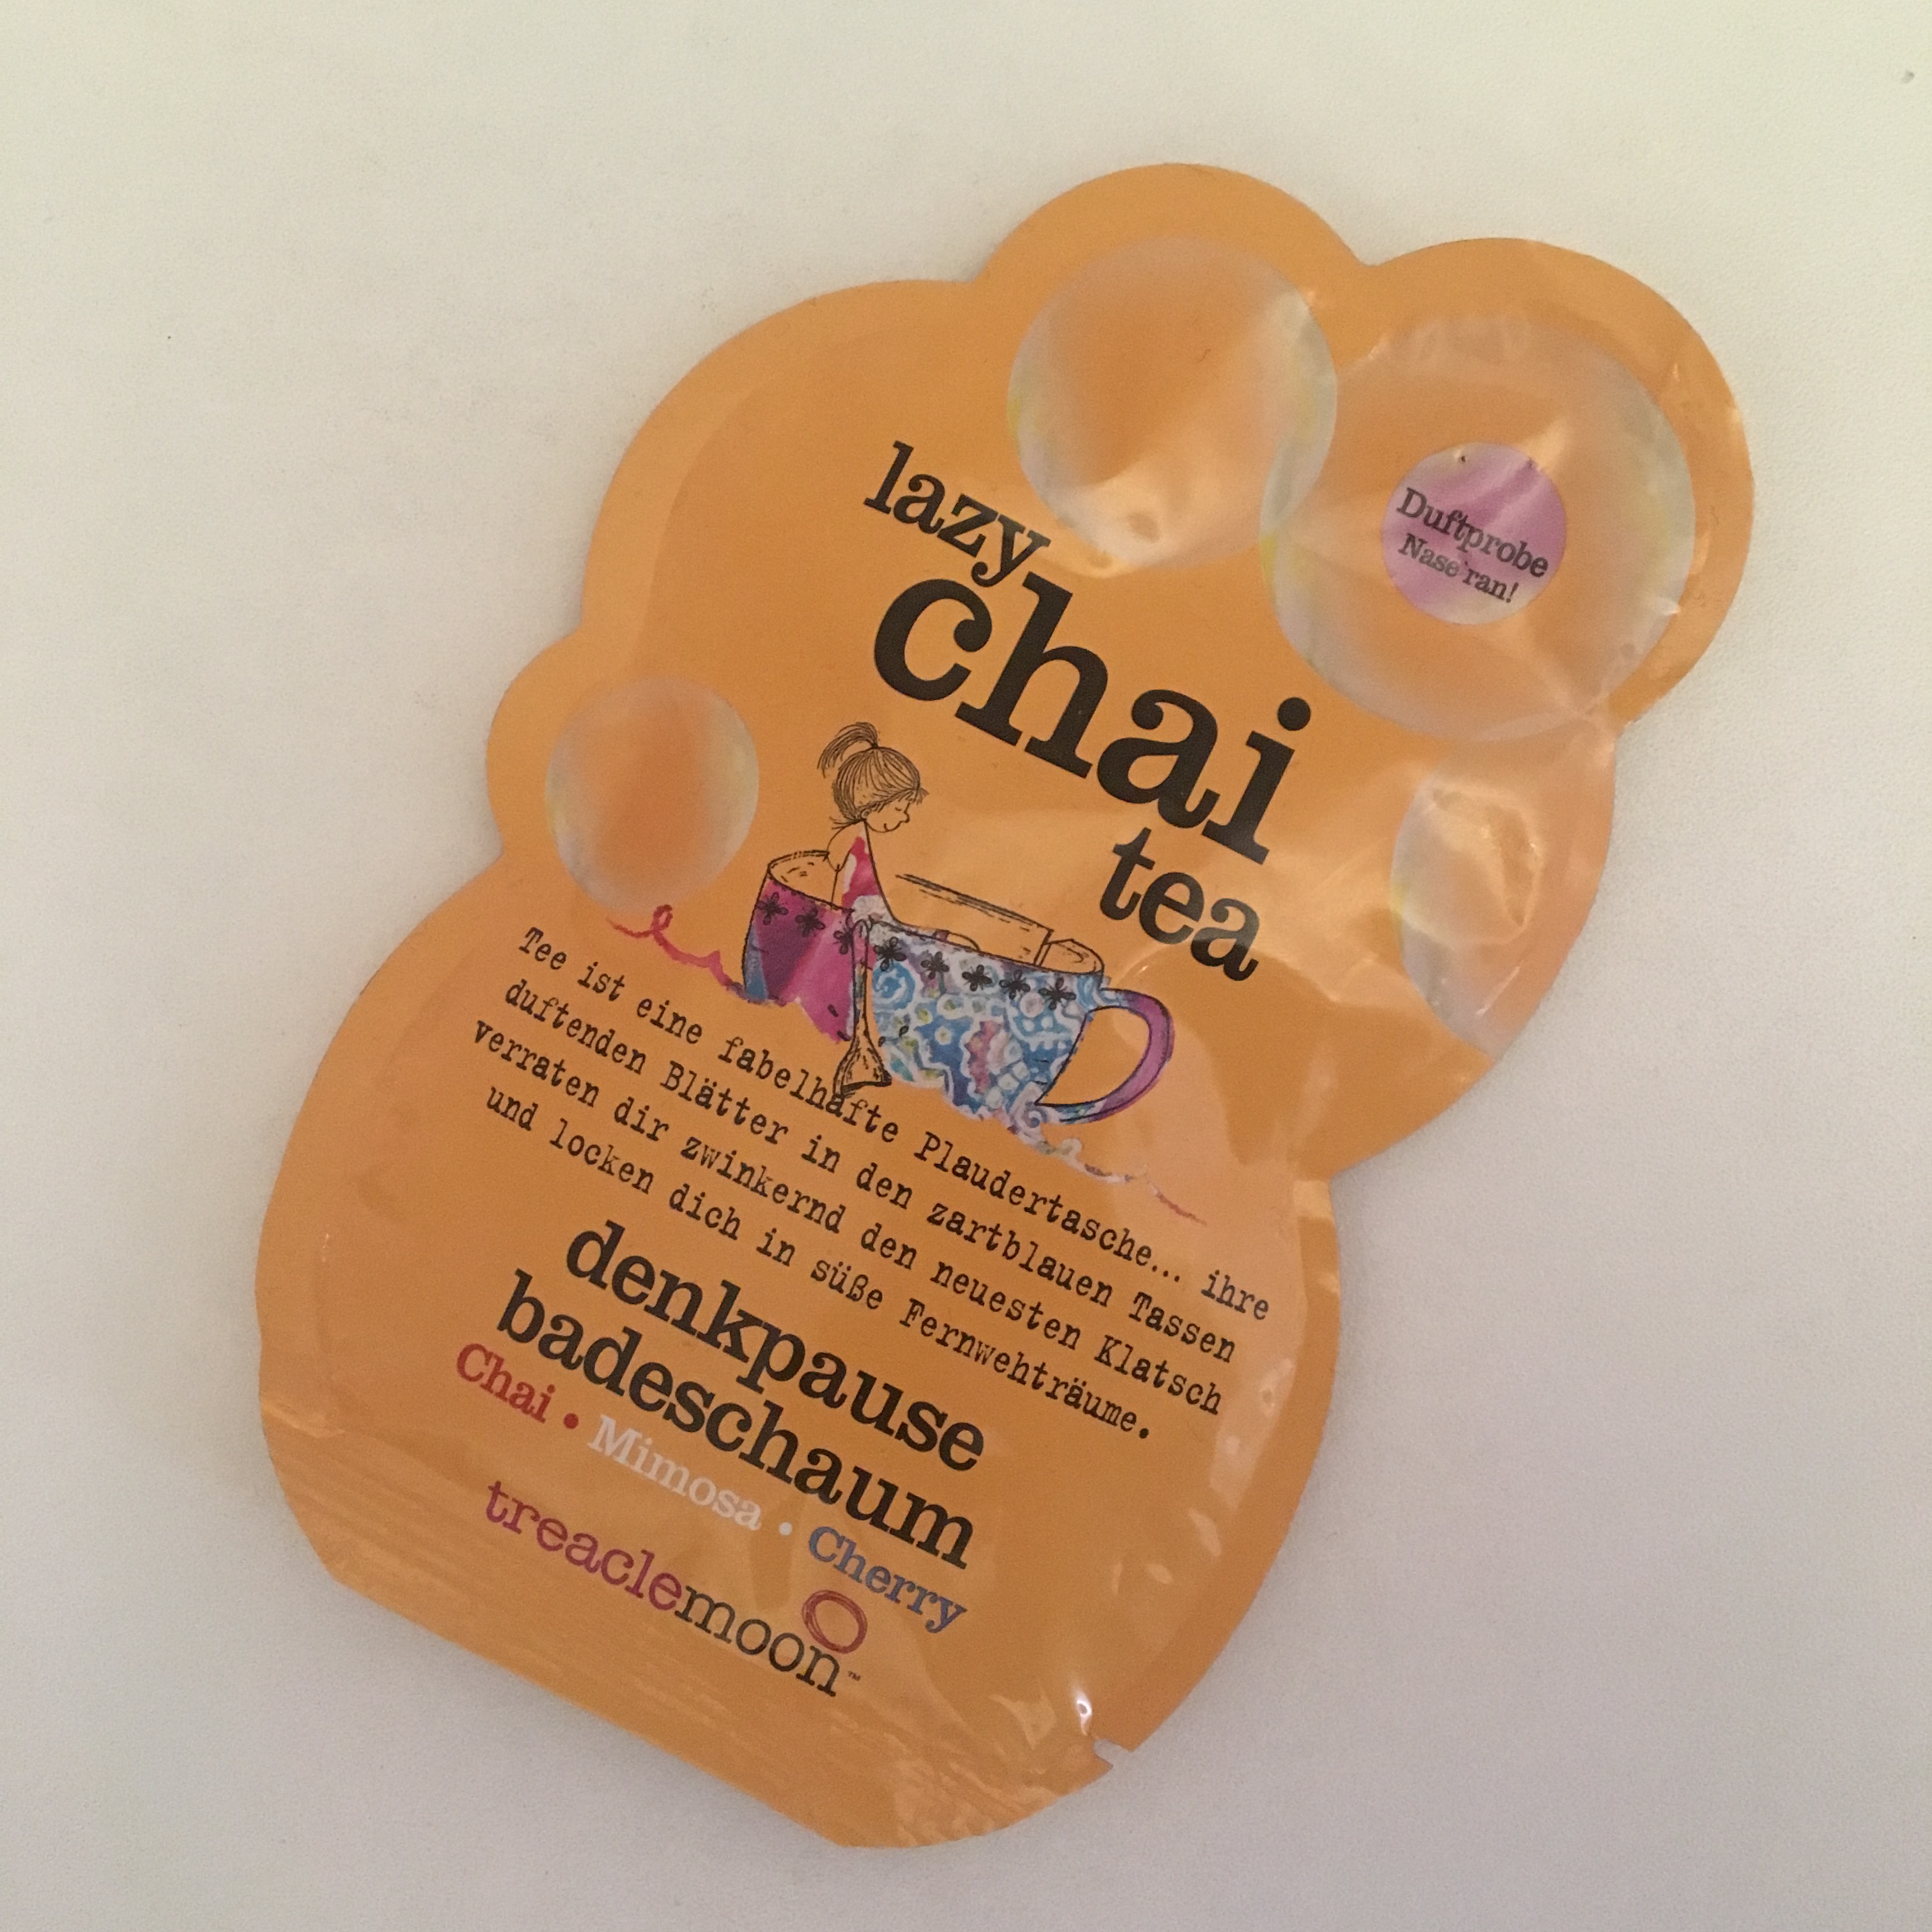 Duftprobe
Nase ran!
lazy
chai
tea
Tee ist eine fabelhafte Plaudertasche... ihre
duftenden Blätter in den zartblauen Tassen
verraten dir zwinkernd den neuesten Klatsch
und locken dich in süße Fernwehträume.
denkpause
badeschaum
Chai • Mimosa • Cherry
treaclemoon™